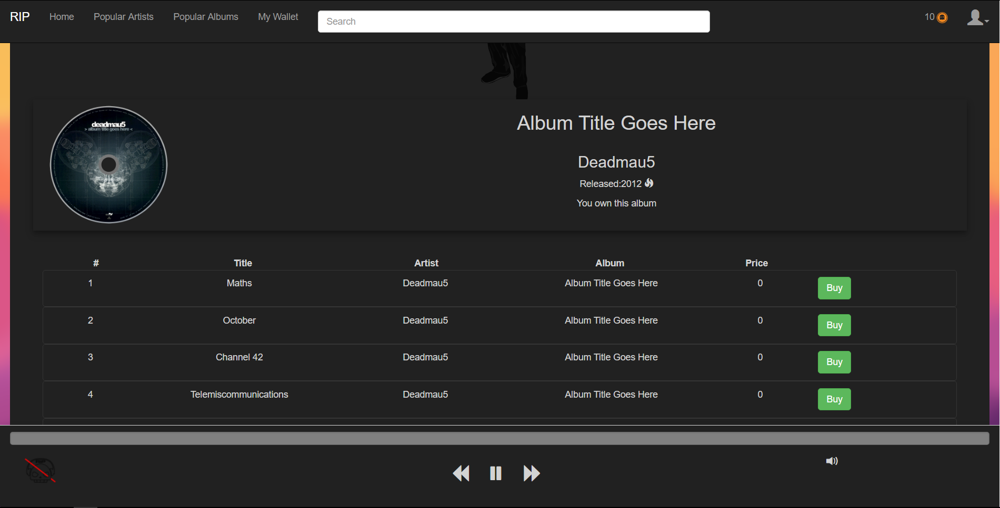 RIP Home Popular Artists Popular Albums My Wallet Search 10
deadmau5
> album title goes here <
Album Title Goes Here
Deadmau5
Released:2012
You own this album
# Title Artist Album Price
1 Maths Deadmau5 Album Title Goes Here 0 Buy
2 October Deadmau5 Album Title Goes Here 0 Buy
3 Channel 42 Deadmau5 Album Title Goes Here 0 Buy
4 Telemiscommunications Deadmau5 Album Title Goes Here 0 Buy